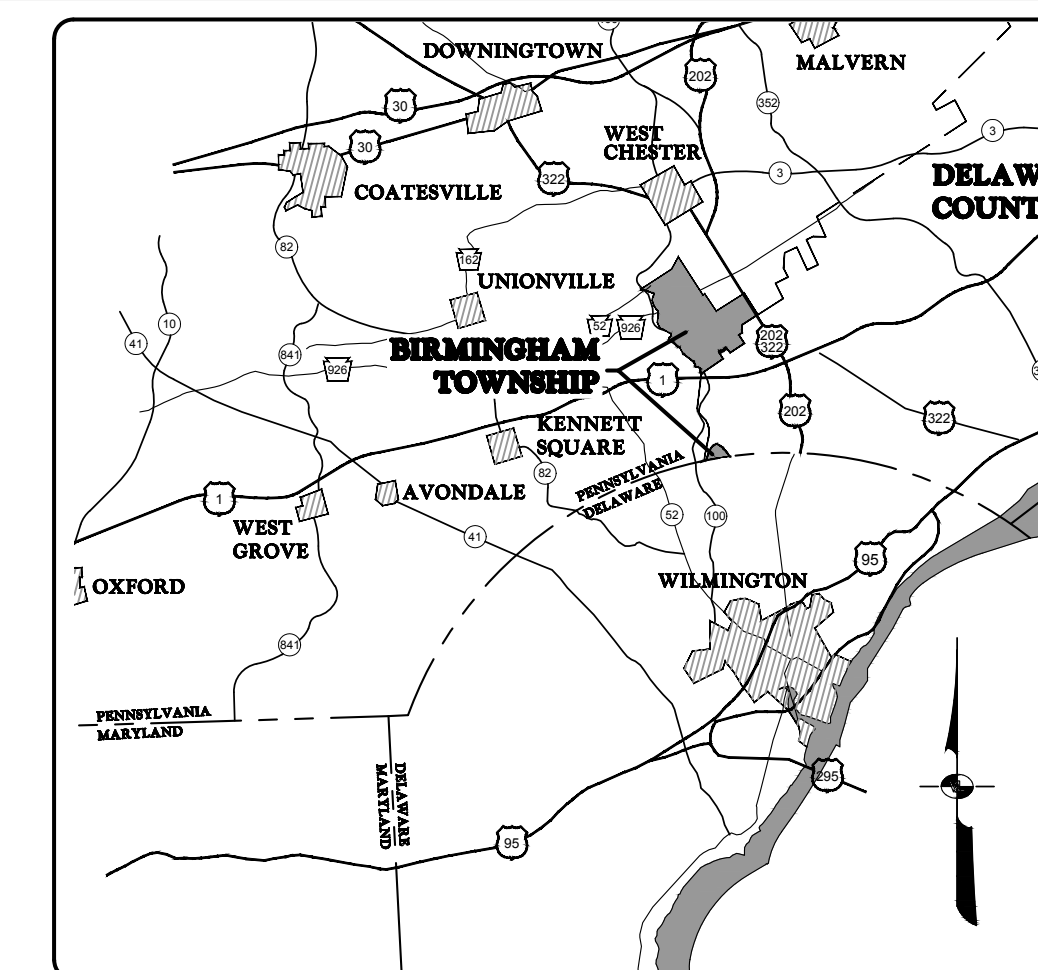 DOWNINGTOWN
MALVERN
202
30
352
3
WEST
CHESTER
30
322
3
DELAW
COUNT
COATESVILLE
82
162
UNIONVILLE
10
41
52
926
202
322
841
BIRMINGHAM
TOWNSHIP
926
1
202
322
KENNETT
SQUARE
82
PENNSYLVANIA
DELAWARE
1
AVONDALE
WEST
GROVE
52
100
41
95
OXFORD
WILMINGTON
841
PENNSYLVANIA
MARYLAND
DELAWARE
MARYLAND
295
95